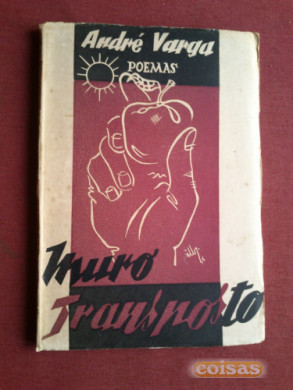 André Varga
POEMAS
Muro
Transposto
coisas